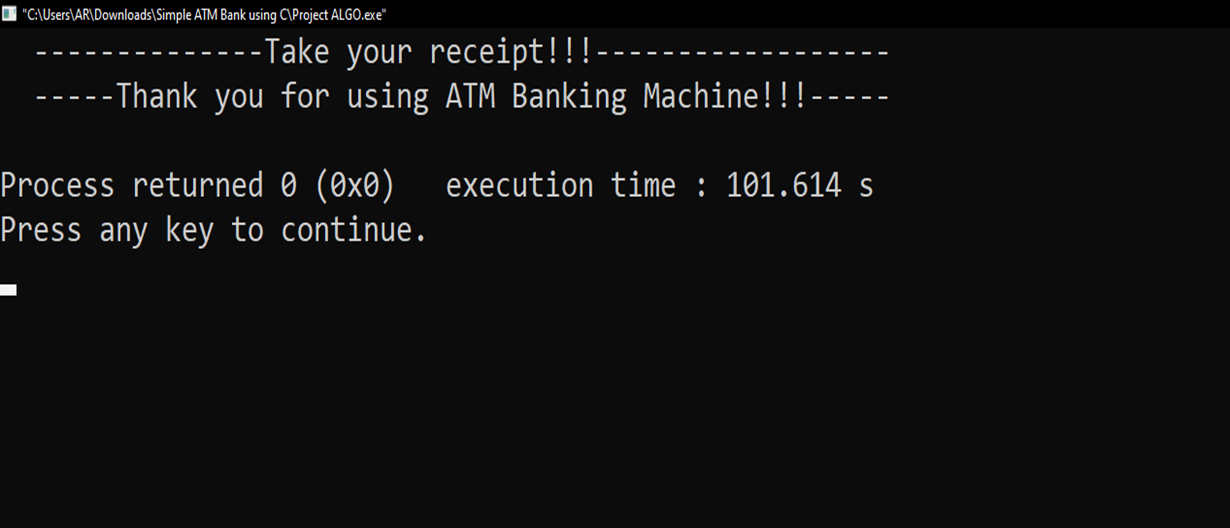 "C:\Users\AR\Downloads\Simple ATM Bank using C\Project ALGO.exe"
--------------Take your receipt!!!------------------
-----Thank you for using ATM Banking Machine!!!-----
Process returned 0 (0x0)   execution time : 101.614 s
Press any key to continue.